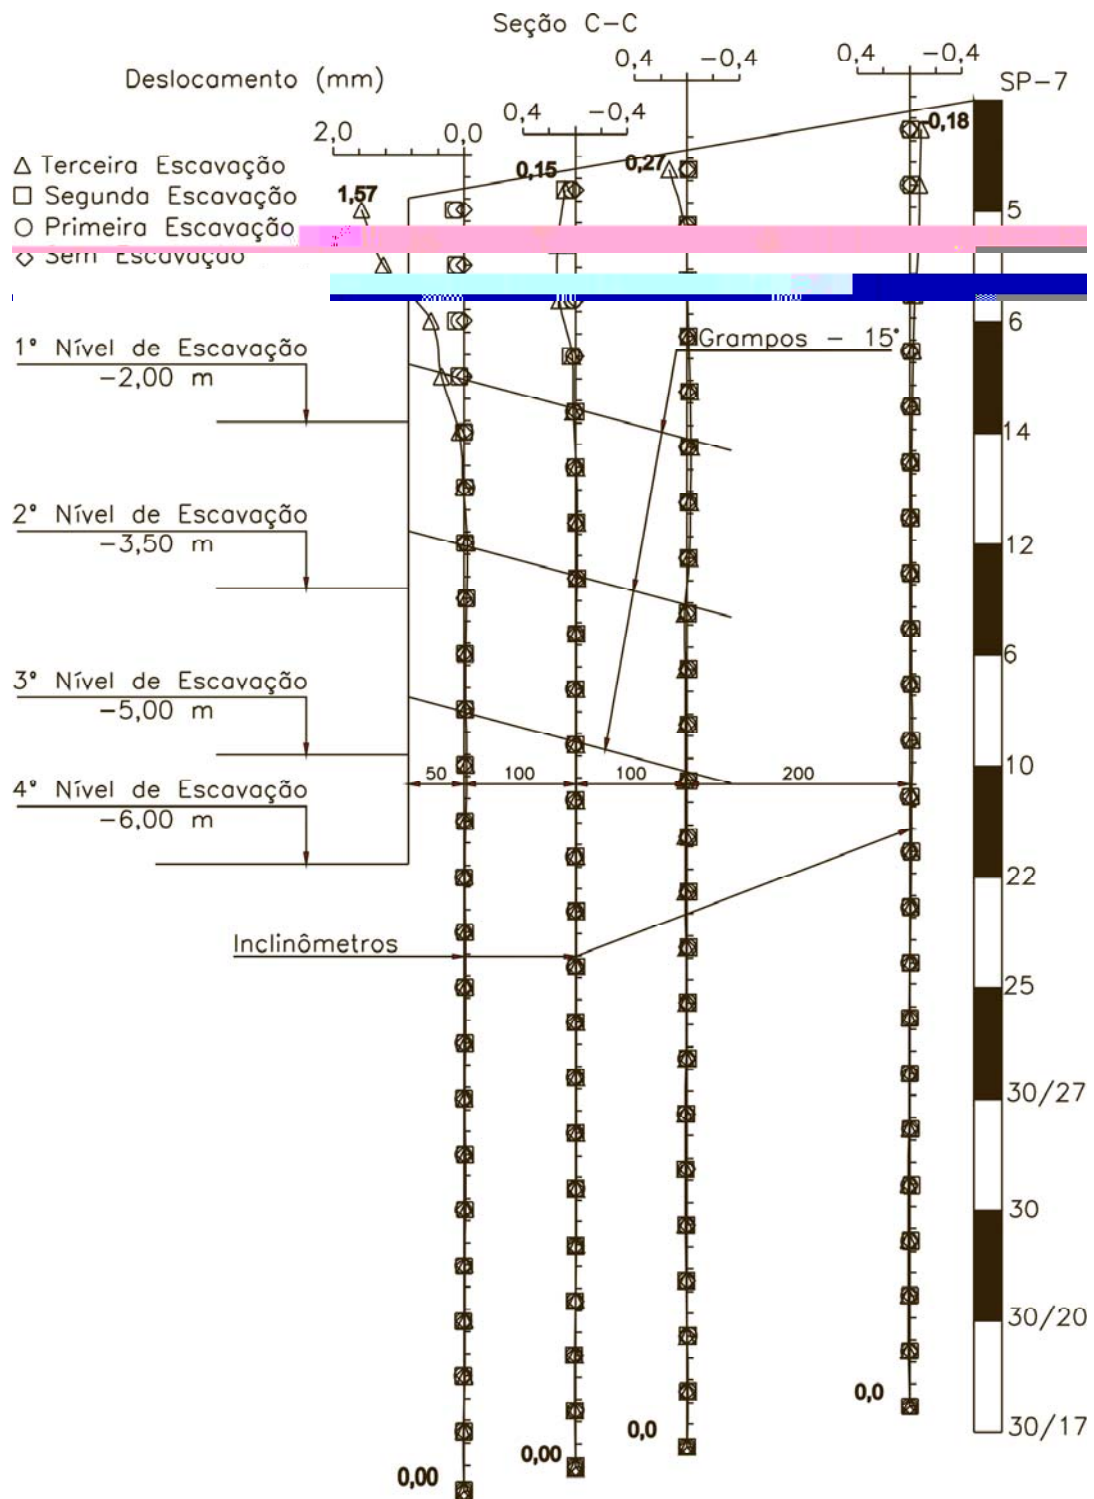 Seção C-C
0,4 -0,4
0,4 -0,4
SP-7
Deslocamento (mm)
0,4 -0,4
2,0 0,0
-0,18
0,15
0,27
△ Terceira Escavação
1,57
□ Segunda Escavação
5
○ Primeira Escavação
◇ Sem Escavação
6
Grampos - 15°
1° Nível de Escavação
-2,00 m
14
2° Nível de Escavação
-3,50 m
12
6
3° Nível de Escavação
-5,00 m
10
50 100 100 200
4° Nível de Escavação
-6,00 m
22
Inclinômetros
25
30/27
30
30/20
0,0
30/17
0,0
0,00
0,00